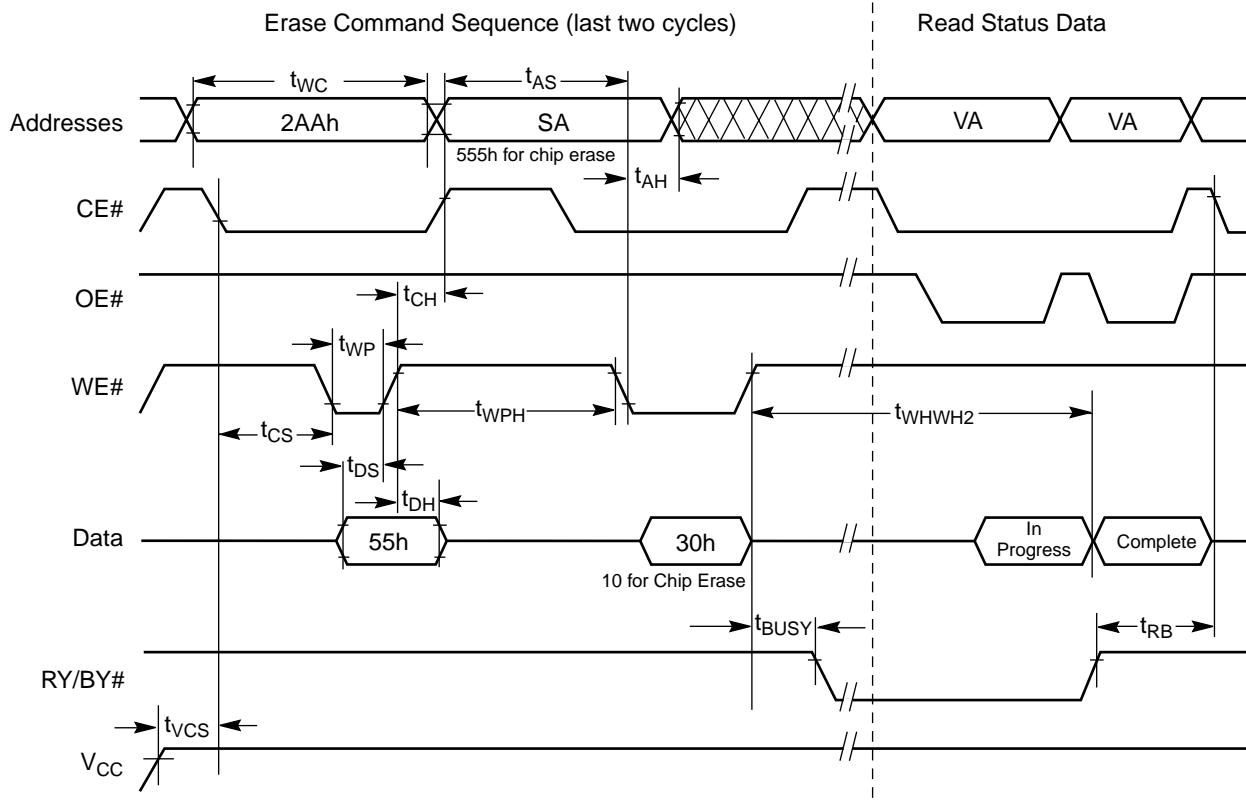 Erase Command Sequence (last two cycles)
Read Status Data
tWC
tAS
Addresses
2AAh
SA
VA
VA
555h for chip erase
tAH
CE#
tCH
OE#
tWP
WE#
tWPH
tWHWH2
tCS
tDS
tDH
Data
55h
30h
In
Progress
Complete
10 for Chip Erase
tBUSY
tRB
RY/BY#
tVCS
VCC